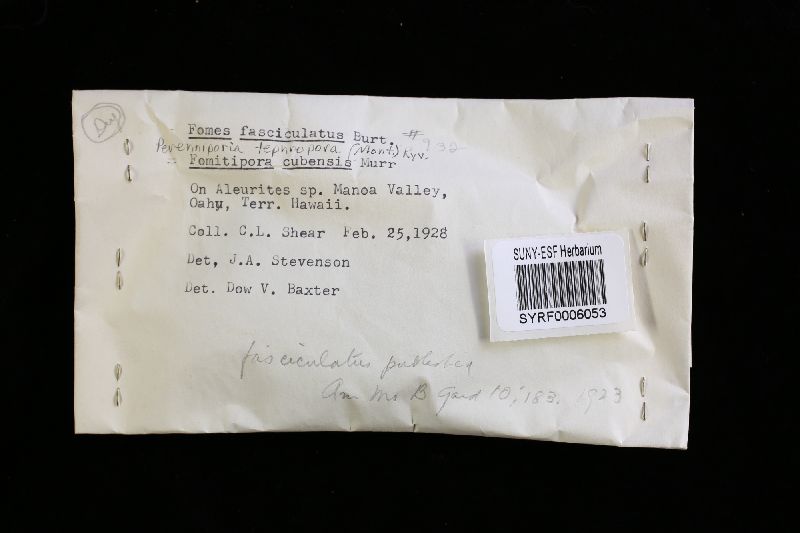 = Fomes fasciculatus Burt. #932
Perenniporia tephropora (Mont.) Ryv.
= Fomitipora cubensis Murr
On Aleurites sp. Manoa Valley,
Oahu, Terr. Hawaii.
Coll. C.L. Shear Feb. 25,1928
Det, J.A. Stevenson
Det. Dow V. Baxter
SUNY-ESF Herbarium
SYRF0006053
fasciculatus published
Ann Mo B Gard 10; 183. 1923